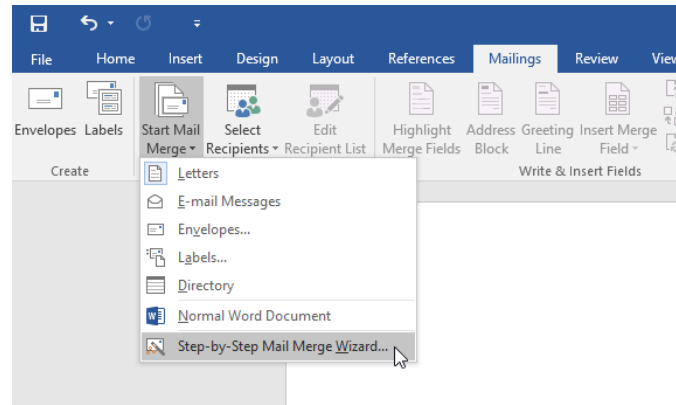 File Home Insert Design Layout References Mailings Review View
Envelopes Labels Start Mail Select Edit Highlight Address Greeting Insert Merge
Merge Recipients Recipient List Merge Fields Block Line Field
Create Write & Insert Fields
Letters
E-mail Messages
Envelopes...
Labels...
Directory
Normal Word Document
Step-by-Step Mail Merge Wizard...